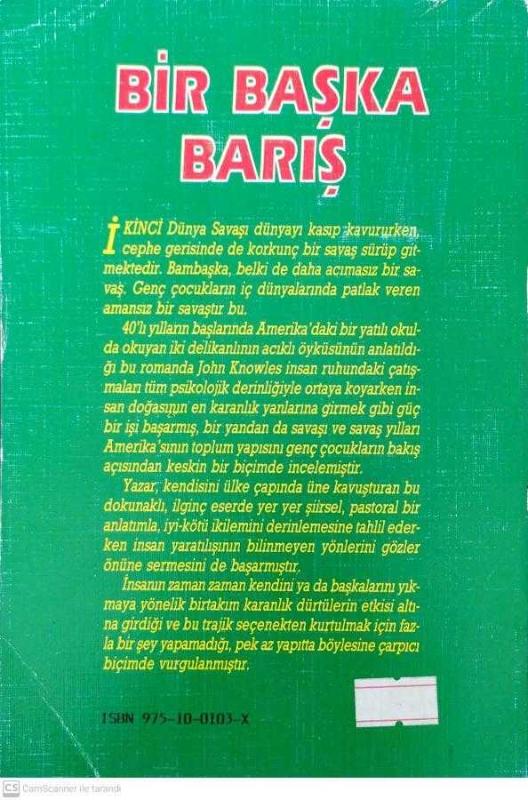 BİR BAŞKA
BARIŞ
İKİNCİ Dünya Savaşı dünyayı kasıp kavururken,
cephe gerisinde de korkunç bir savaş sürüp git-
mektedir. Bambaşka, belki de daha acımasız bir sa-
vaş. Genç çocukların iç dünyalarında patlak veren
amansız bir savaştır bu.
40'lı yılların başlarında Amerika'daki bir yatılı okul-
da okuyan iki delikanlının acıklı öyküsünün anlatıldı-
ğı bu romanda John Knowles insan ruhundaki çatış-
maları tüm psikolojik derinliğiyle ortaya koyarken in-
san doğasının en karanlık yanlarına girmek gibi güç
bir işi başarmış, bir yandan da savaşı ve savaş yılları
Amerika'sının toplum yapısını genç çocukların bakış
açısından keskin bir biçimde incelemiştir.
Yazar, kendisini ülke çapında üne kavuşturan bu
dokunaklı, ilginç eserde yer yer şiirsel, pastoral bir
anlatımla, iyi-kötü ikilemini derinlemesine tahlil eder-
ken insan yaratılışının bilinmeyen yönlerini gözler
önüne sermesini de başarmıştır.
İnsanın zaman zaman kendini ya da başkalarını yık-
maya yönelik birtakım karanlık dürtülerin etkisi altı-
na girdiği ve bu trajik seçenekten kurtulmak için faz-
la bir şey yapamadığı, pek az yapıtta böylesine çarpıcı
biçimde vurgulanmıştır.
ISBN 975-10-0103-X
CS CamScanner ile tarandı